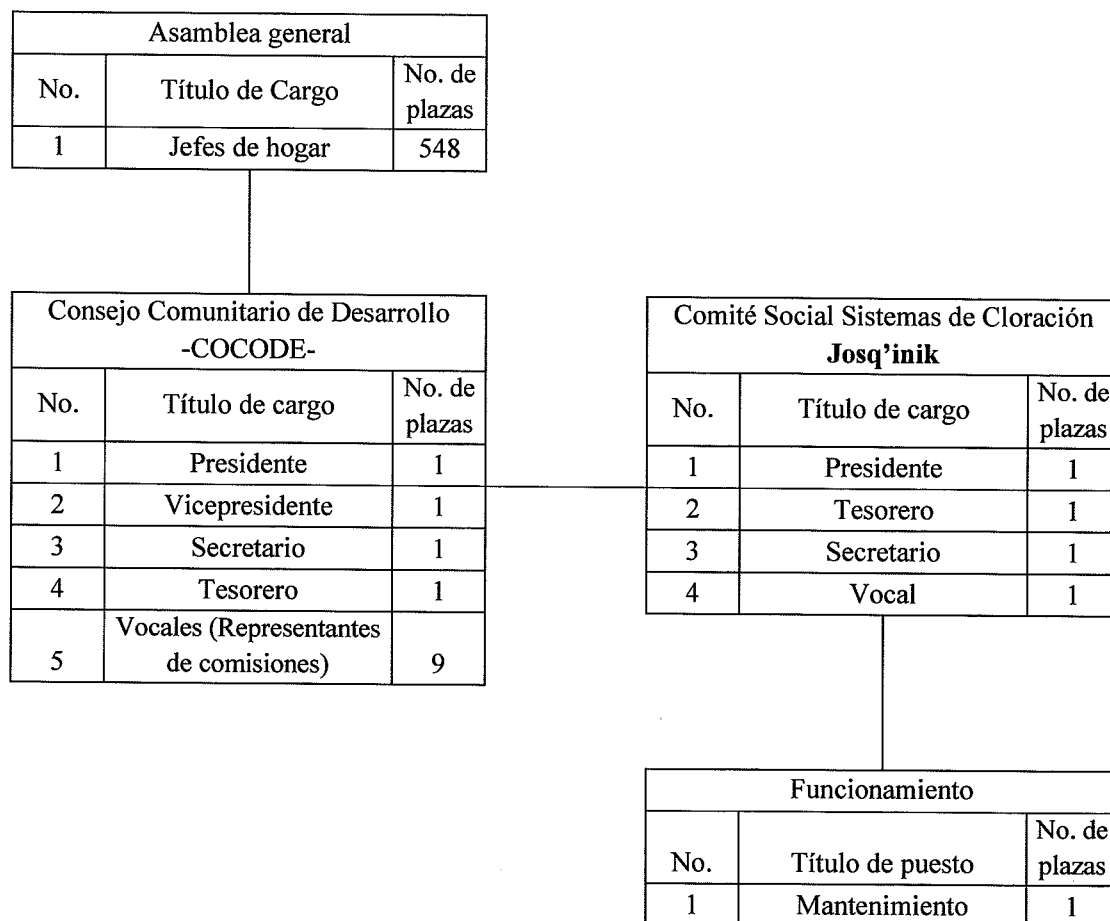 Asamblea general
No. Título de Cargo No. de plazas
1 Jefes de hogar 548
Consejo Comunitario de Desarrollo
-COCODE-
No. Título de cargo No. de plazas
1 Presidente 1
2 Vicepresidente 1
3 Secretario 1
4 Tesorero 1
5 Vocales (Representantes de comisiones) 9
Comité Social Sistemas de Cloración
Josq’inik
No. Título de cargo No. de plazas
1 Presidente 1
2 Tesorero 1
3 Secretario 1
4 Vocal 1
Funcionamiento
No. Título de puesto No. de plazas
1 Mantenimiento 1